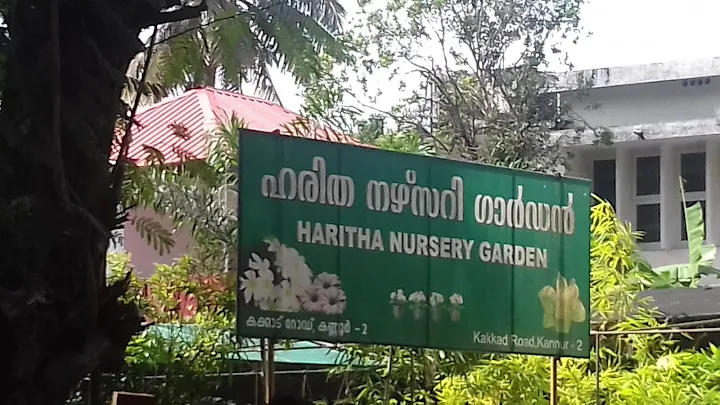 ഹരിത നഴ്സറി ഗാർഡൻ
HARITHA NURSERY GARDEN
കക്കാട് റോഡ്, കണ്ണൂർ - 2
Kakkad Road,Kannur - 2